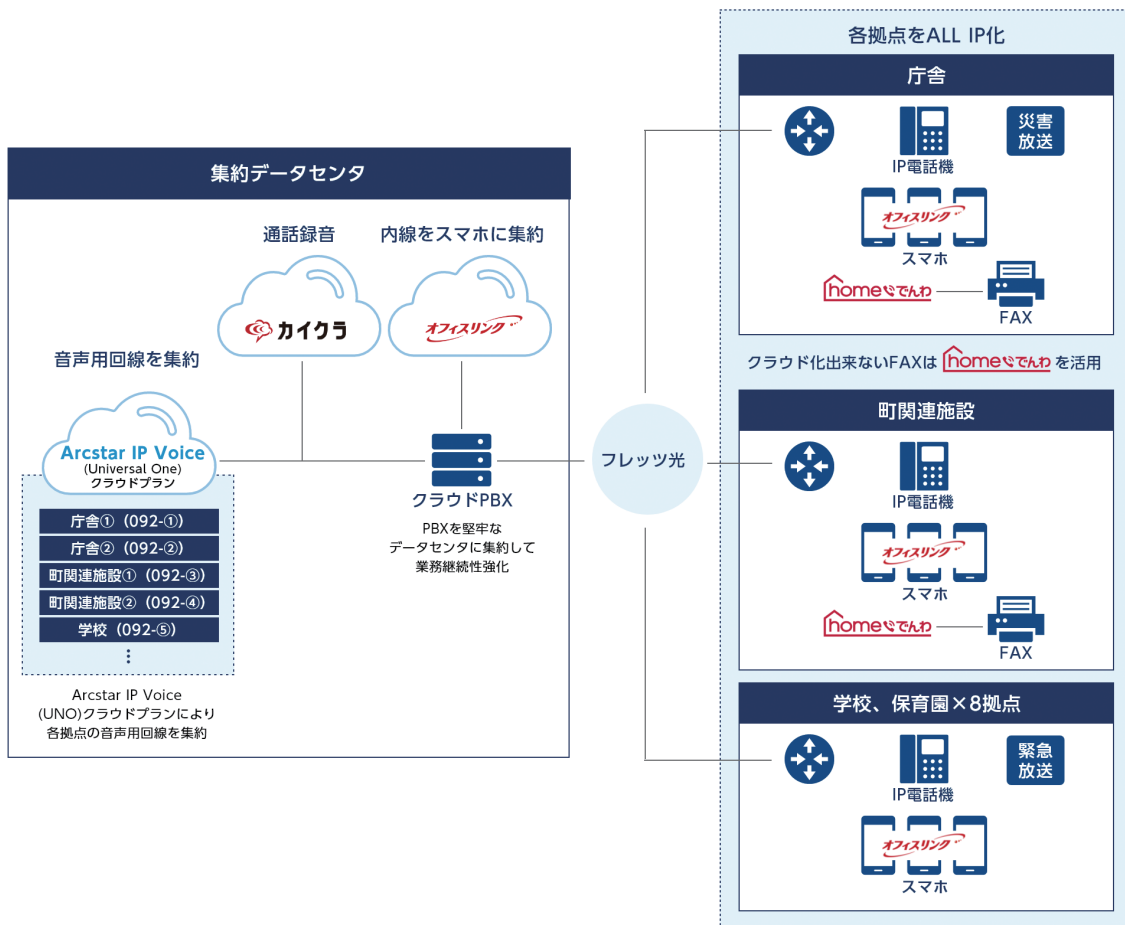 集約データセンタ
通話録音
カイクラ
内線をスマホに集約
オフィスリンク
音声用回線を集約
Arcstar IP Voice
(Universal One)
クラウドプラン
庁舎①（092-①）
庁舎②（092-②）
町関連施設①（092-③）
町関連施設②（092-④）
学校（092-⑤）
⋮
Arcstar IP Voice
(UNO)クラウドプランにより
各拠点の音声用回線を集約
クラウドPBX
PBXを堅牢な
データセンタに集約して
業務継続性強化
フレッツ光
各拠点をALL IP化
庁舎
IP電話機
災害
放送
オフィスリンク
スマホ
homeでんわ
FAX
クラウド化出来ないFAXは homeでんわ を活用
町関連施設
IP電話機
オフィスリンク
スマホ
homeでんわ
FAX
学校、保育園×8拠点
IP電話機
緊急
放送
オフィスリンク
スマホ